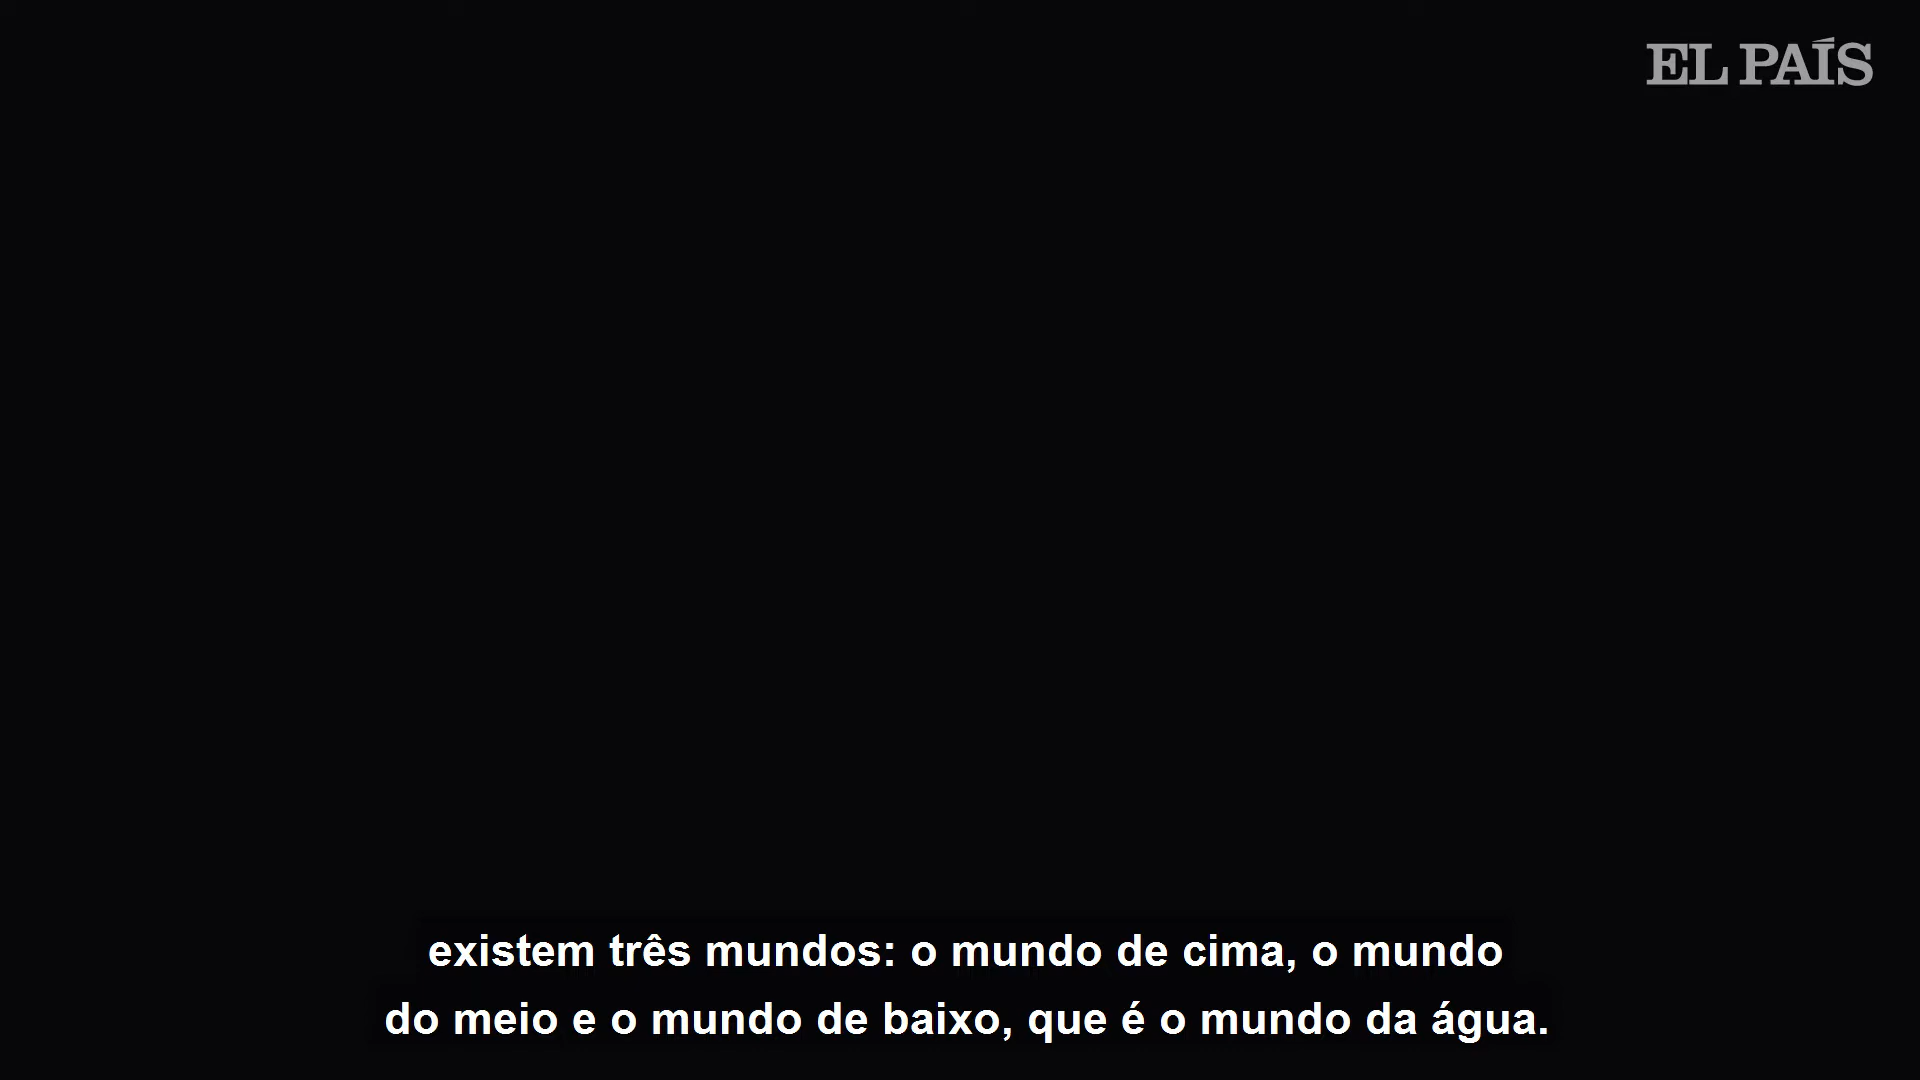 EL PAÍS
existem três mundos: o mundo de cima, o mundo
do meio e o mundo de baixo, que é o mundo da água.